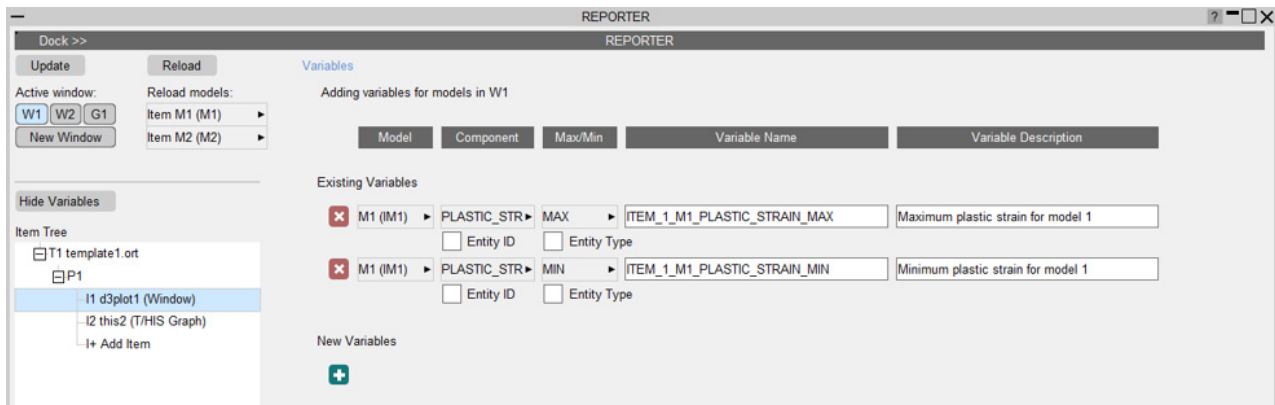 REPORTER
?
Dock >> REPORTER
Update Reload Variables
Active window: Reload models: Adding variables for models in W1
W1 W2 G1 Item M1 (M1)
New Window Item M2 (M2)
Model Component Max/Min Variable Name Variable Description
Existing Variables
Hide Variables
M1 (IM1) PLASTIC_STR MAX ITEM_1_M1_PLASTIC_STRAIN_MAX Maximum plastic strain for model 1
Item Tree
Entity ID Entity Type
T1 template1.ort
M1 (IM1) PLASTIC_STR MIN ITEM_1_M1_PLASTIC_STRAIN_MIN Minimum plastic strain for model 1
P1
Entity ID Entity Type
I1 d3plot1 (Window)
I2 this2 (T/HIS Graph)
I+ Add Item
New Variables